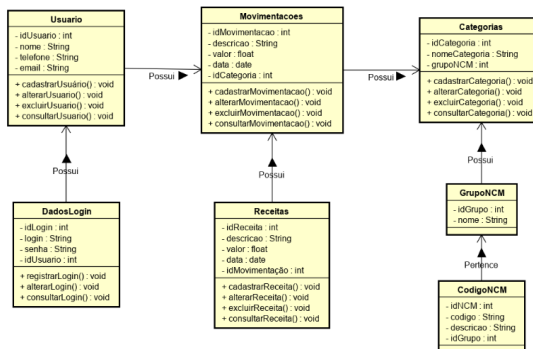 Usuario
- idUsuario : int
- nome : String
- telefone : String
- email : String
+ cadastrarUsuário() : void
+ alterarUsuario() : void
+ excluirUsuario() : void
+ consultarUsuario() : void
Possui
Movimentacoes
- idMovimentacao : int
- descricao : String
- valor : float
- data : date
- idCategoria : int
+ cadastrarMovimentacao() : void
+ alterarMovimentacao() : void
+ excluirMovimentacao() : void
+ consultarMovimentacao() : void
Possui
Categorias
- idCategoria : int
- nomeCategoria : String
- grupoNCM : int
+ cadastrarCategoria() : void
+ alterarCategoria() : void
+ excluirCategoria() : void
+ consultarCategoria() : void
Possui
Possui
Possui
DadosLogin
- idLogin : int
- login : String
- senha : String
- idUsuario : int
+ registrarLogin() : void
+ alterarLogin() : void
+ consultarLogin() : void
Receitas
- idReceita : int
- descricao : String
- valor : float
- data : date
- idMovimentação : int
+ cadastrarReceita() : void
+ alterarReceita() : void
+ excluirReceita() : void
+ consultarReceita() : void
GrupoNCM
- idGrupo : int
- nome : String
Pertence
CodigoNCM
- idNCM : int
- codigo : String
- descricao : String
- idGrupo : int